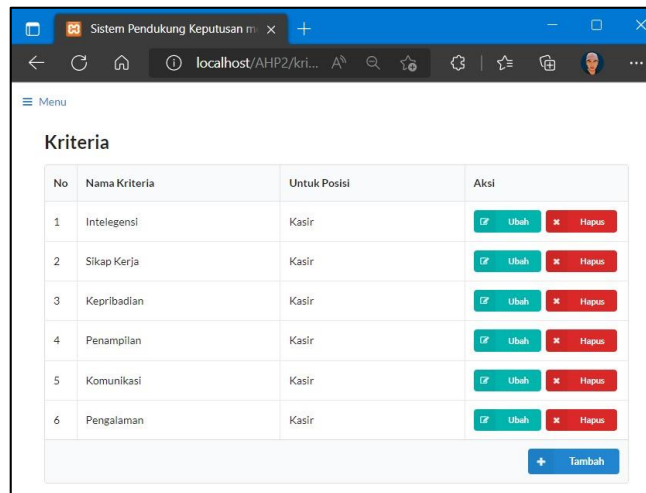 Sistem Pendukung Keputusan m
localhost/AHP2/kri...
Menu
Kriteria
No Nama Kriteria Untuk Posisi Aksi
1 Intelegensi Kasir Ubah Hapus
2 Sikap Kerja Kasir Ubah Hapus
3 Kepribadian Kasir Ubah Hapus
4 Penampilan Kasir Ubah Hapus
5 Komunikasi Kasir Ubah Hapus
6 Pengalaman Kasir Ubah Hapus
Tambah